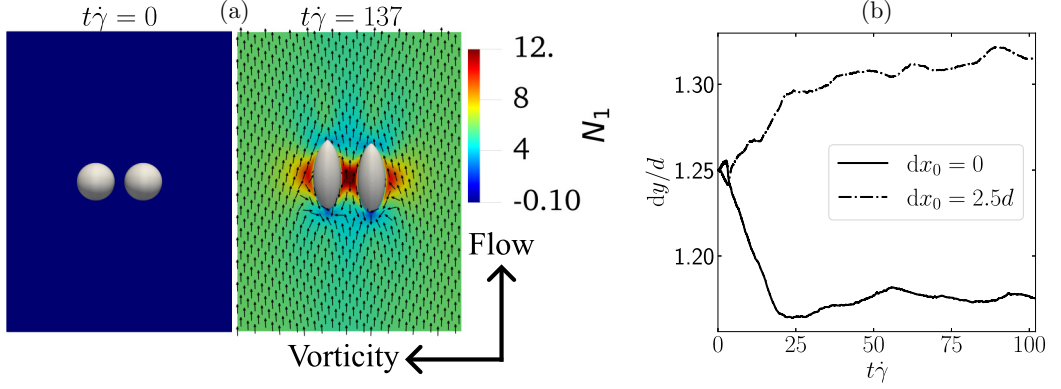 (a)
tγ̇ = 0
tγ̇ = 137
12.
8
4
-0.10
N₁
Flow
Vorticity
(b)
dy/d
1.30
1.25
1.20
dx₀ = 0
dx₀ = 2.5d
0 25 50 75 100
tγ̇